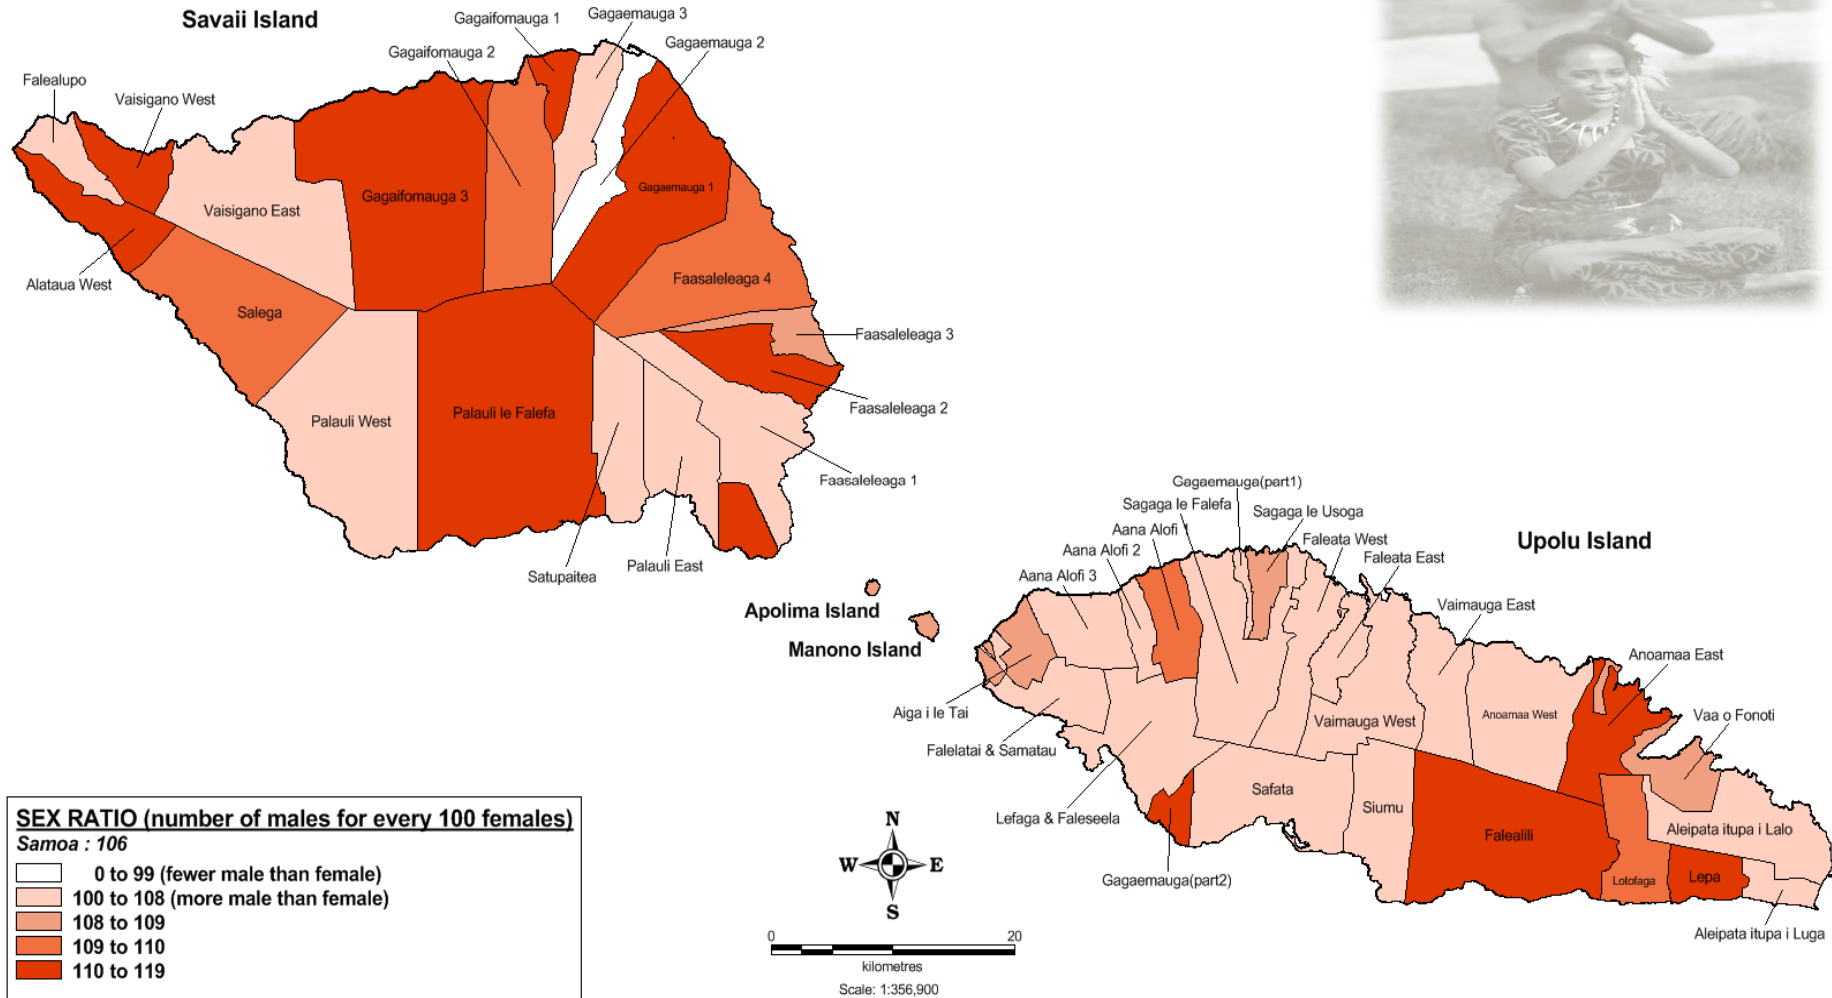 Savaii Island
Gagaifomauga 1
Gagaemauga 3
Gagaifomauga 2
Gagaemauga 2
Falealupo
Vaisigano West
Vaisigano East
Gagaifomauga 3
Gagaemauga 1
Alataua West
Salega
Faasaleleaga 4
Faasaleleaga 3
Palauli West
Palauli le Falefa
Faasaleleaga 2
Faasaleleaga 1
Satupaitea
Palauli East
Apolima Island
Manono Island
Upolu Island
Gagaemauga(part1)
Sagaga le Falefa
Sagaga le Usoga
Aana Alofi 1
Faleata West
Aana Alofi 2
Faleata East
Aana Alofi 3
Vaimauga East
Anoamaa East
Aiga i le Tai
Vaimauga West
Anoamaa West
Vaa o Fonoti
Falelatai & Samatau
Safata
Siumu
Lefaga & Faleseela
Falealili
Aleipata itupa i Lalo
Gagaemauga(part2)
Lotofaga
Lepa
Aleipata itupa i Luga
SEX RATIO (number of males for every 100 females)
Samoa : 106
0 to 99 (fewer male than female)
100 to 108 (more male than female)
108 to 109
109 to 110
110 to 119
N
W
E
S
0
20
kilometres
Scale: 1:356,900